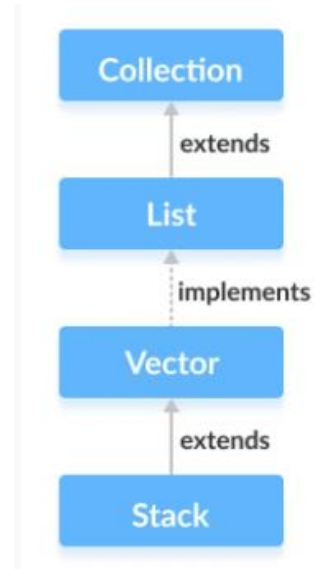 Collection
extends
List
implements
Vector
extends
Stack